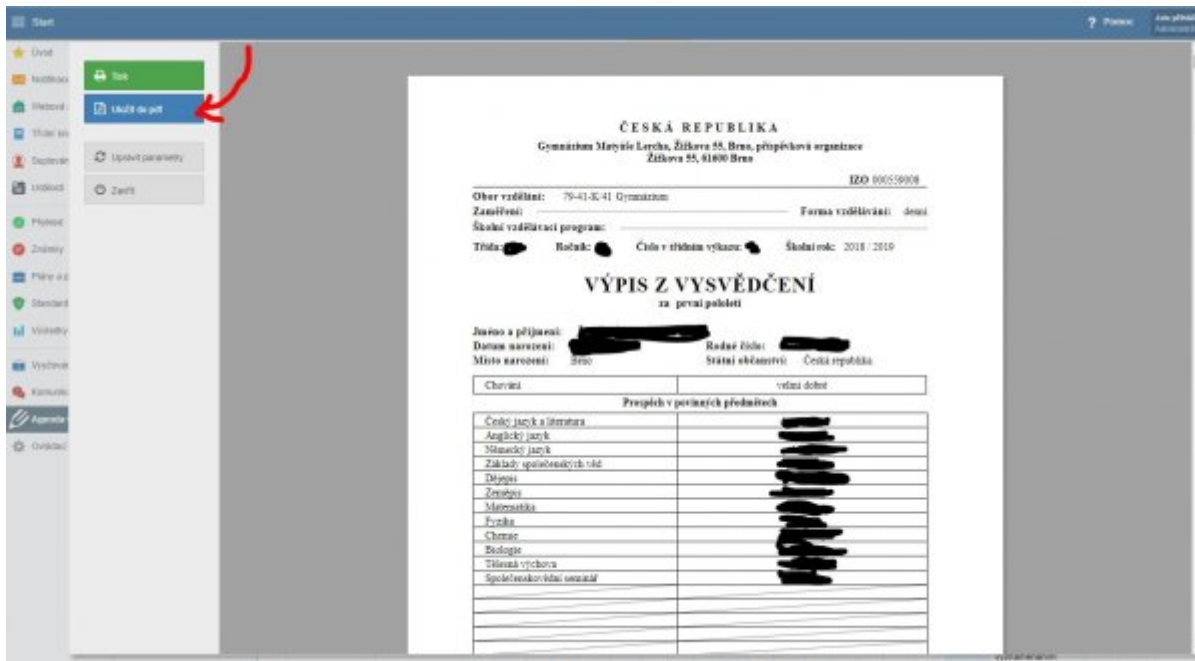 Start
? Pomoc
Úvod
Tisk
Uložit do pdf
Upravit parametry
Zavřít
Známky
Agenda
ČESKÁ REPUBLIKA
Gymnázium Matyáše Lercha, Žižkova 55, Brno, příspěvková organizace
Žižkova 55, 61600 Brno
IZO 000559008
Obor vzdělání: 79-41-K/41 Gymnázium
Zaměření: Forma vzdělávání: denní
Školní vzdělávací program:
Třída: Ročník: Číslo v třídním výkazu: Školní rok: 2018 / 2019
VÝPIS Z VYSVĚDČENÍ
za první pololetí
Jméno a příjmení:
Datum narození: Rodné číslo:
Místo narození: Brno Státní občanství: Česká republika
Chování velmi dobré
Prospěch v povinných předmětech
Český jazyk a literatura
Anglický jazyk
Německý jazyk
Základy společenských věd
Dějepis
Zeměpis
Matematika
Fyzika
Chemie
Biologie
Tělesná výchova
Společenskovědní seminář